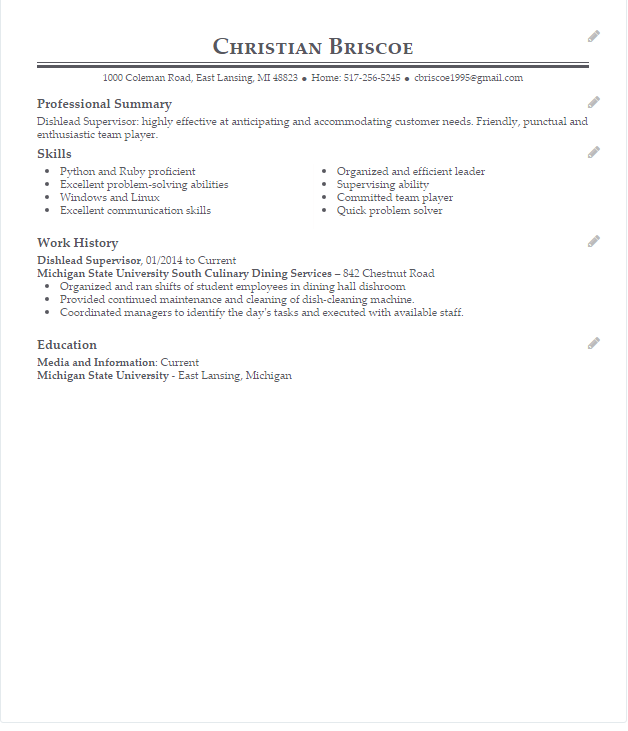 Christian Briscoe
1000 Coleman Road, East Lansing, MI 48823 ● Home: 517-256-5245 ● cbriscoe1995@gmail.com
Professional Summary
Dishlead Supervisor: highly effective at anticipating and accommodating customer needs. Friendly, punctual and
enthusiastic team player.
Skills
• Python and Ruby proficient
• Excellent problem-solving abilities
• Windows and Linux
• Excellent communication skills
• Organized and efficient leader
• Supervising ability
• Committed team player
• Quick problem solver
Work History
Dishlead Supervisor, 01/2014 to Current
Michigan State University South Culinary Dining Services – 842 Chestnut Road
• Organized and ran shifts of student employees in dining hall dishroom
• Provided continued maintenance and cleaning of dish-cleaning machine.
• Coordinated managers to identify the day's tasks and executed with available staff.
Education
Media and Information: Current
Michigan State University - East Lansing, Michigan